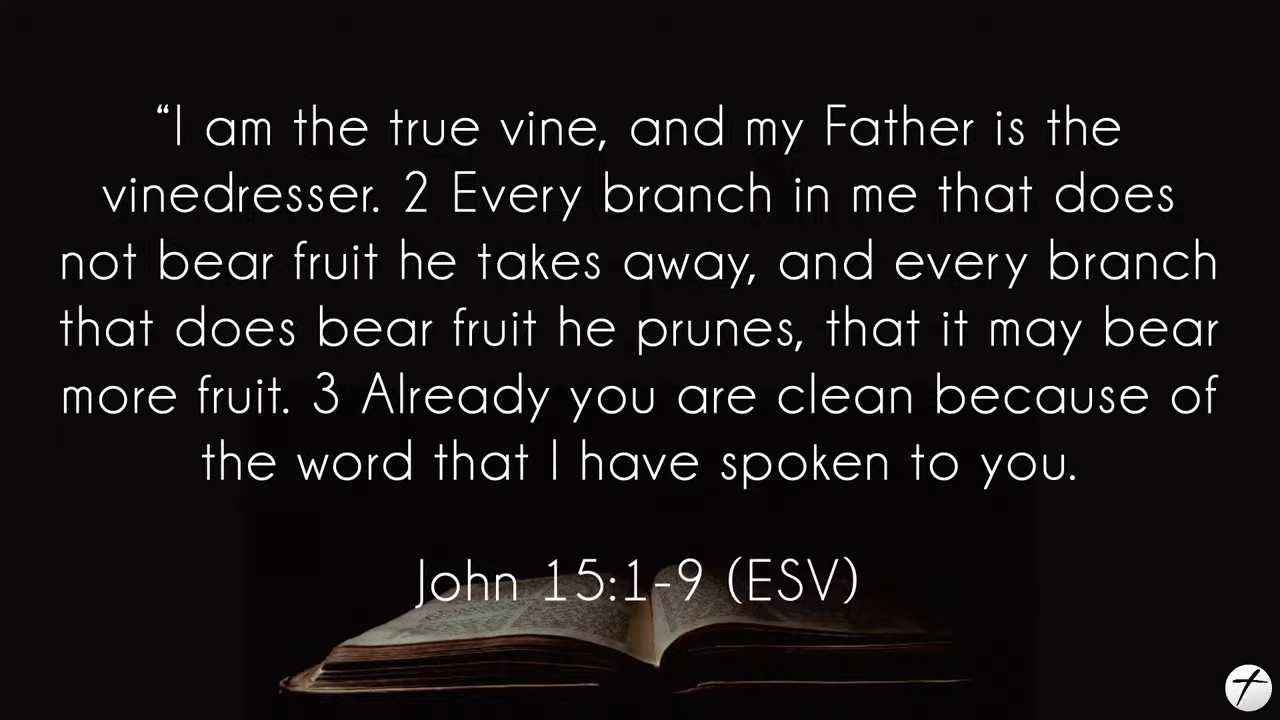 “I am the true vine, and my Father is the
vinedresser. 2 Every branch in me that does
not bear fruit he takes away, and every branch
that does bear fruit he prunes, that it may bear
more fruit. 3 Already you are clean because of
the word that I have spoken to you.
John 15:1-9 (ESV)